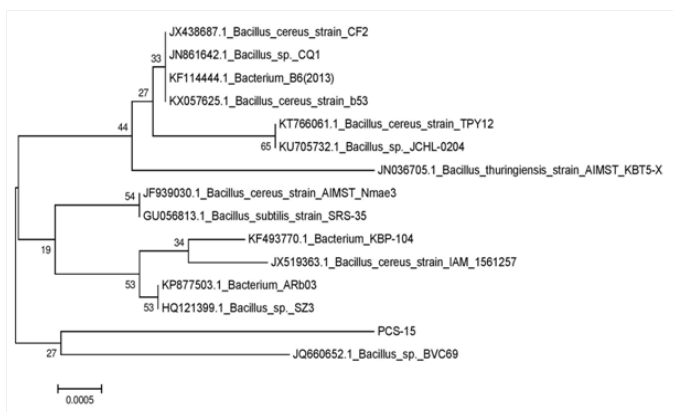 JX438687.1_Bacillus_cereus_strain_CF2
33
JN861642.1_Bacillus_sp._CQ1
KF114444.1_Bacterium_B6(2013)
27
KX057625.1_Bacillus_cereus_strain_b53
44
KT766061.1_Bacillus_cereus_strain_TPY12
65
KU705732.1_Bacillus_sp._JCHL-0204
JN036705.1_Bacillus_thuringiensis_strain_AIMST_KBT5-X
54
JF939030.1_Bacillus_cereus_strain_AIMST_Nmae3
GU056813.1_Bacillus_subtilis_strain_SRS-35
19
34
KF493770.1_Bacterium_KBP-104
JX519363.1_Bacillus_cereus_strain_IAM_1561257
53
KP877503.1_Bacterium_ARb03
53
HQ121399.1_Bacillus_sp._SZ3
PCS-15
27
JQ660652.1_Bacillus_sp._BVC69
0.0005